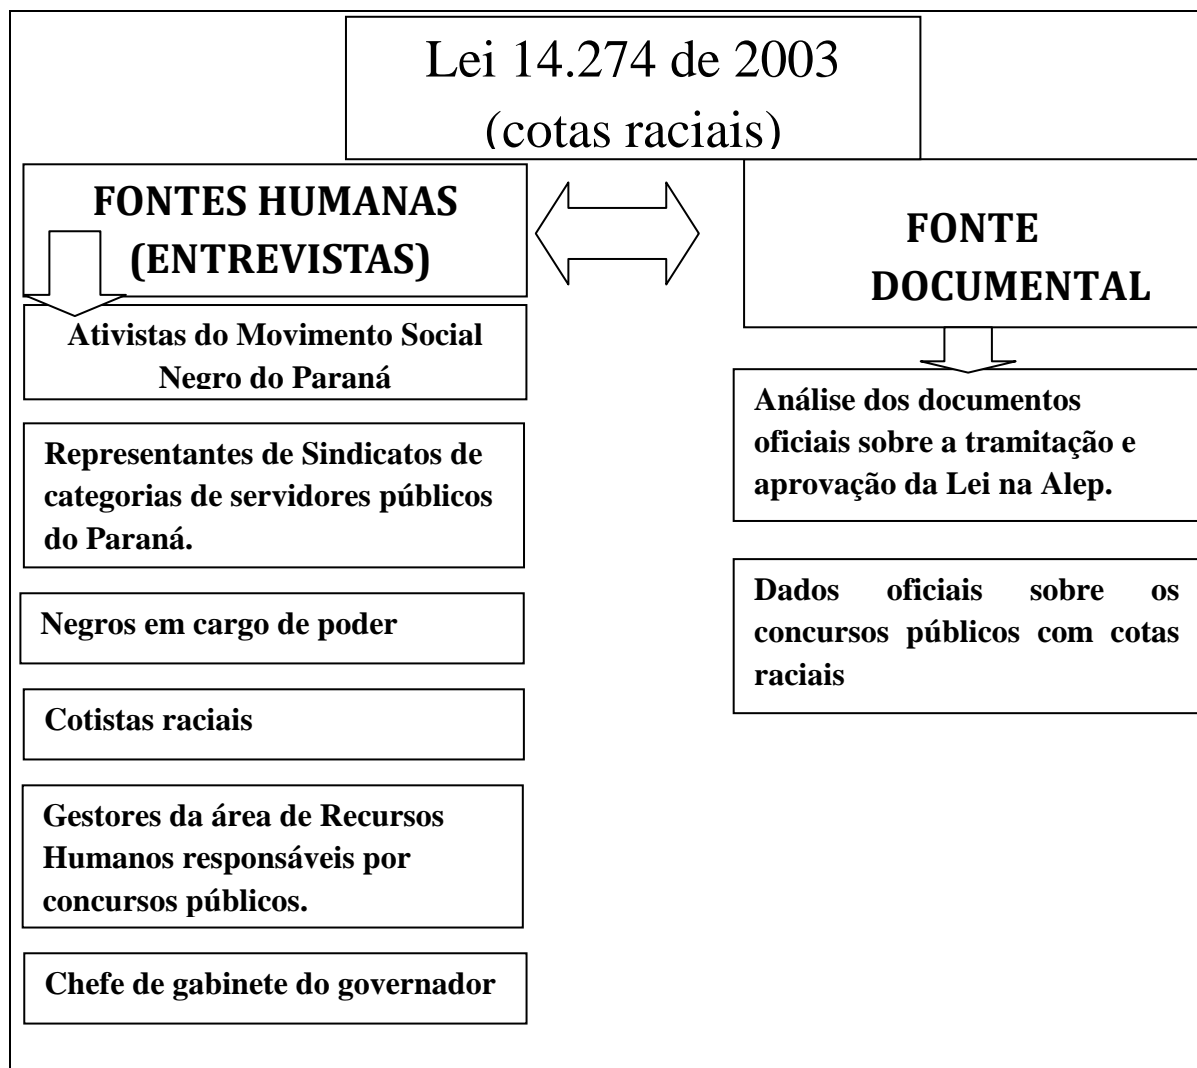 Lei 14.274 de 2003
(cotas raciais)
FONTES HUMANAS
(ENTREVISTAS)
Ativistas do Movimento Social
Negro do Paraná
Representantes de Sindicatos de
categorias de servidores públicos
do Paraná.
Negros em cargo de poder
Cotistas raciais
Gestores da área de Recursos
Humanos responsáveis por
concursos públicos.
Chefe de gabinete do governador
FONTE
DOCUMENTAL
Análise dos documentos
oficiais sobre a tramitação e
aprovação da Lei na Alep.
Dados oficiais sobre os
concursos públicos com cotas
raciais